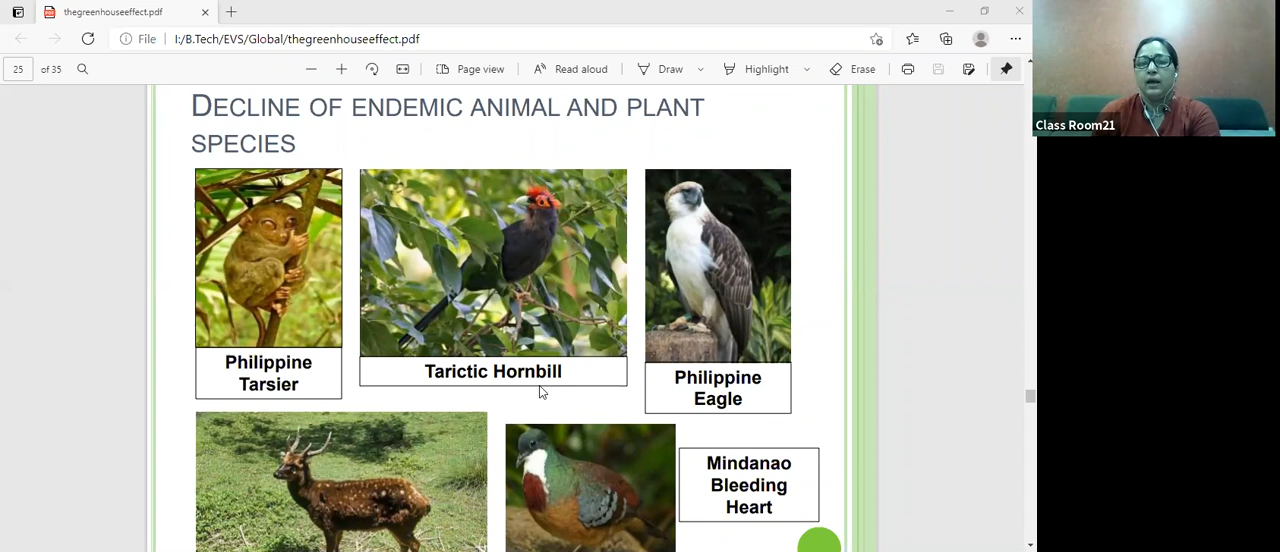 thegreenhouseeffect.pdf
File
I:/B.Tech/EVS/Global/thegreenhouseeffect.pdf
25
of 35
Page view
Read aloud
Draw
Highlight
Erase
DECLINE OF ENDEMIC ANIMAL AND PLANT
SPECIES
Philippine
Tarsier
Tarictic Hornbill
Philippine
Eagle
Mindanao
Bleeding
Heart
Class Room21